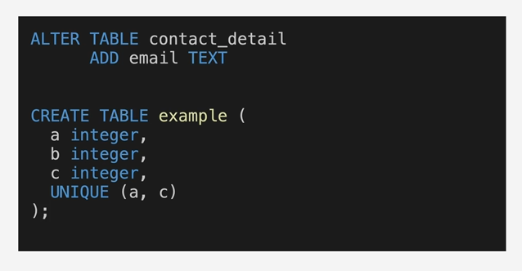 ALTER TABLE contact_detail
ADD email TEXT
CREATE TABLE example (
a integer,
b integer,
c integer,
UNIQUE (a, c)
);